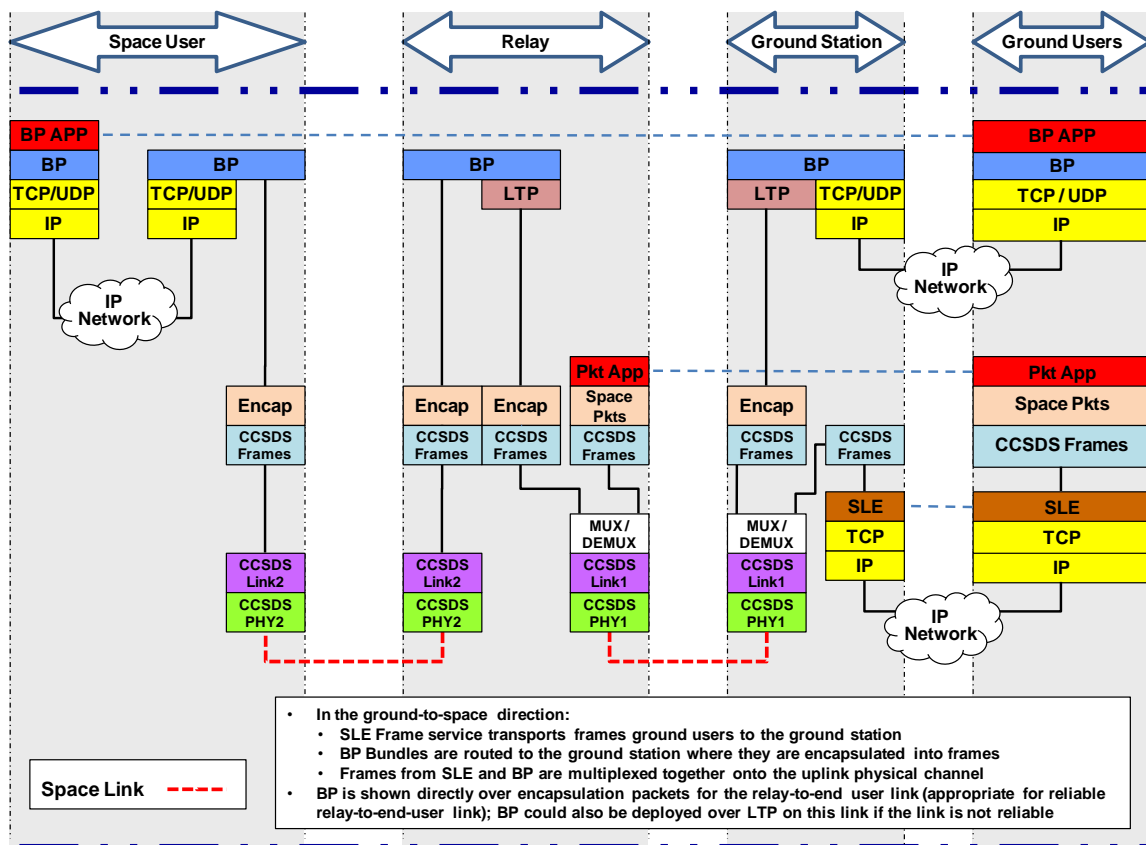 Space User
Relay
Ground Station
Ground Users
BP APP
BP APP
BP
BP
BP
BP
BP
TCP/UDP
TCP/UDP
LTP
LTP
TCP/UDP
TCP / UDP
IP
IP
IP
IP
IP
Network
IP
Network
Pkt App
Pkt App
Encap
Encap
Encap
Space
Pkts
Encap
Space Pkts
CCSDS
Frames
CCSDS
Frames
CCSDS
Frames
CCSDS
Frames
CCSDS
Frames
CCSDS
Frames
CCSDS Frames
SLE
SLE
MUX /
DEMUX
MUX /
DEMUX
TCP
TCP
CCSDS
Link2
CCSDS
Link2
CCSDS
Link1
CCSDS
Link1
IP
IP
CCSDS
PHY2
CCSDS
PHY2
CCSDS
PHY1
CCSDS
PHY1
IP
Network
• In the ground-to-space direction:
• SLE Frame service transports frames ground users to the ground station
• BP Bundles are routed to the ground station where they are encapsulated into frames
• Frames from SLE and BP are multiplexed together onto the uplink physical channel
• BP is shown directly over encapsulation packets for the relay-to-end user link (appropriate for reliable
relay-to-end-user link); BP could also be deployed over LTP on this link if the link is not reliable
Space Link